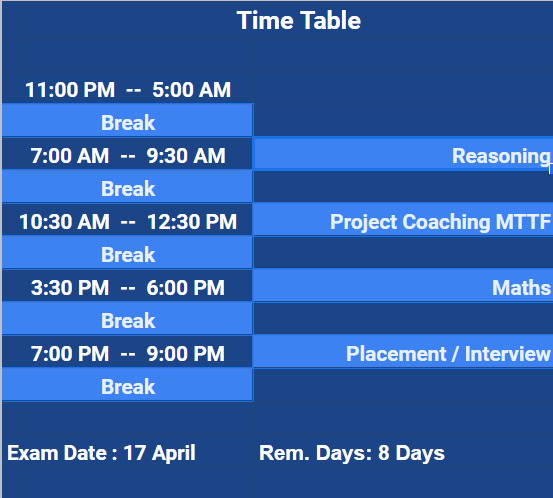 Time Table
11:00 PM -- 5:00 AM
Break
7:00 AM -- 9:30 AM Reasoning
Break
10:30 AM -- 12:30 PM Project Coaching MTTF
Break
3:30 PM -- 6:00 PM Maths
Break
7:00 PM -- 9:00 PM Placement / Interview
Break
Exam Date : 17 April Rem. Days: 8 Days